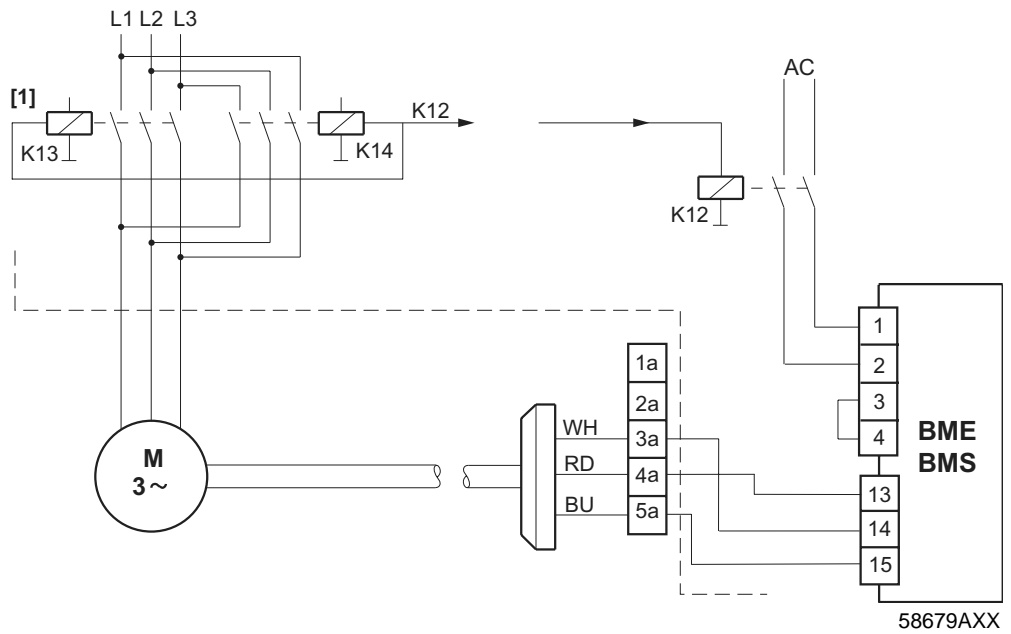 L1 L2 L3
AC
[1]
K12
K13
K14
K12
1
1a
2
2a
3
WH
3a
4
BME
M
BMS
RD
4a
3~
13
BU
5a
14
15
58679AXX